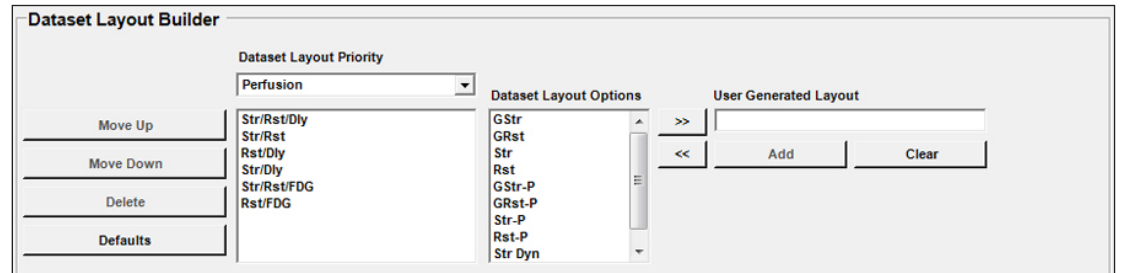 Dataset Layout Builder
Dataset Layout Priority
Perfusion
Dataset Layout Options
User Generated Layout
Move Up
Move Down
Delete
Defaults
Str/Rst/Dly
Str/Rst
Rst/Dly
Str/Dly
Str/Rst/FDG
Rst/FDG
GStr
GRst
Str
Rst
GStr-P
GRst-P
Str-P
Rst-P
Str Dyn
>>
<<
Add
Clear